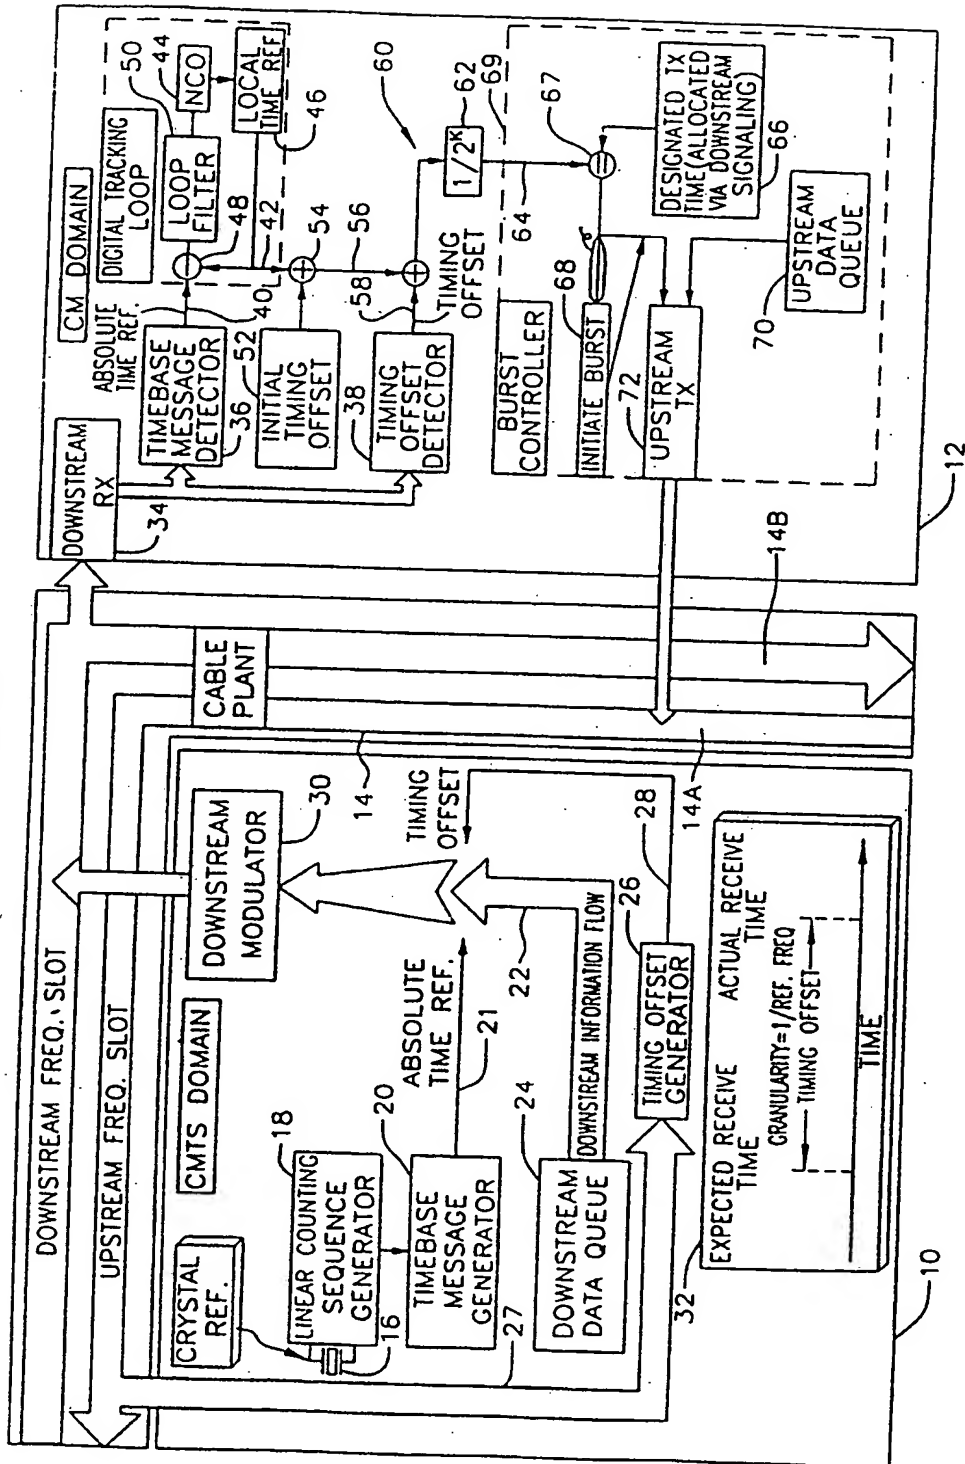 DOWNSTREAM FREQ. SLOT
UPSTREAM FREQ. SLOT
CRYSTAL
REF.
CMTS DOMAIN
LINEAR COUNTING
SEQUENCE
GENERATOR
18
16
TIMEBASE
MESSAGE
GENERATOR
20
27
ABSOLUTE
TIME REF.
21
DOWNSTREAM
DATA QUEUE
24
DOWNSTREAM INFORMATION FLOW
22
DOWNSTREAM
MODULATOR
30
TIMING
OFFSET
TIMING OFFSET
GENERATOR
26
28
32
EXPECTED RECEIVE
TIME
ACTUAL RECEIVE
TIME
GRANULARITY=1/REF. FREQ
TIMING OFFSET
TIME
10
CABLE
PLANT
14
14A
14B
DOWNSTREAM
RX
34
CM DOMAIN
DIGITAL TRACKING
LOOP
ABSOLUTE
TIME REF.
40
TIMEBASE
MESSAGE
DETECTOR
36
LOOP
FILTER
50
NCO
44
LOCAL
TIME REF
46
48
42
INITIAL
TIMING
OFFSET
52
54
56
TIMING
OFFSET
DETECTOR
38
58
TIMING
OFFSET
60
1/2K
62
64
69
BURST
CONTROLLER
INITIATE BURST
68
67
DESIGNATED TX
TIME(ALLOCATED
VIA DOWNSTREAM
SIGNALING)
66
UPSTREAM
TX
72
UPSTREAM
DATA
QUEUE
70
12